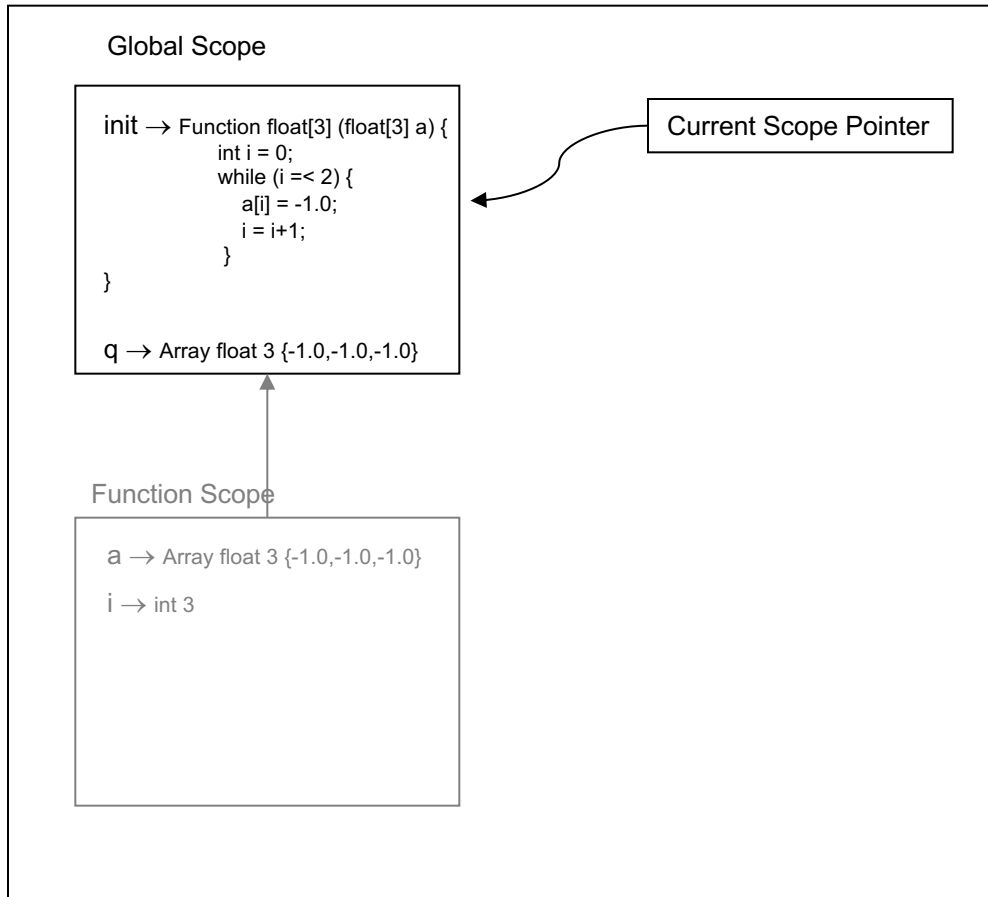 Global Scope
init → Function float[3] (float[3] a) {
int i = 0;
while (i =< 2) {
a[i] = -1.0;
i = i+1;
}
}
q → Array float 3 {-1.0,-1.0,-1.0}
Current Scope Pointer
Function Scope
a → Array float 3 {-1.0,-1.0,-1.0}
i → int 3